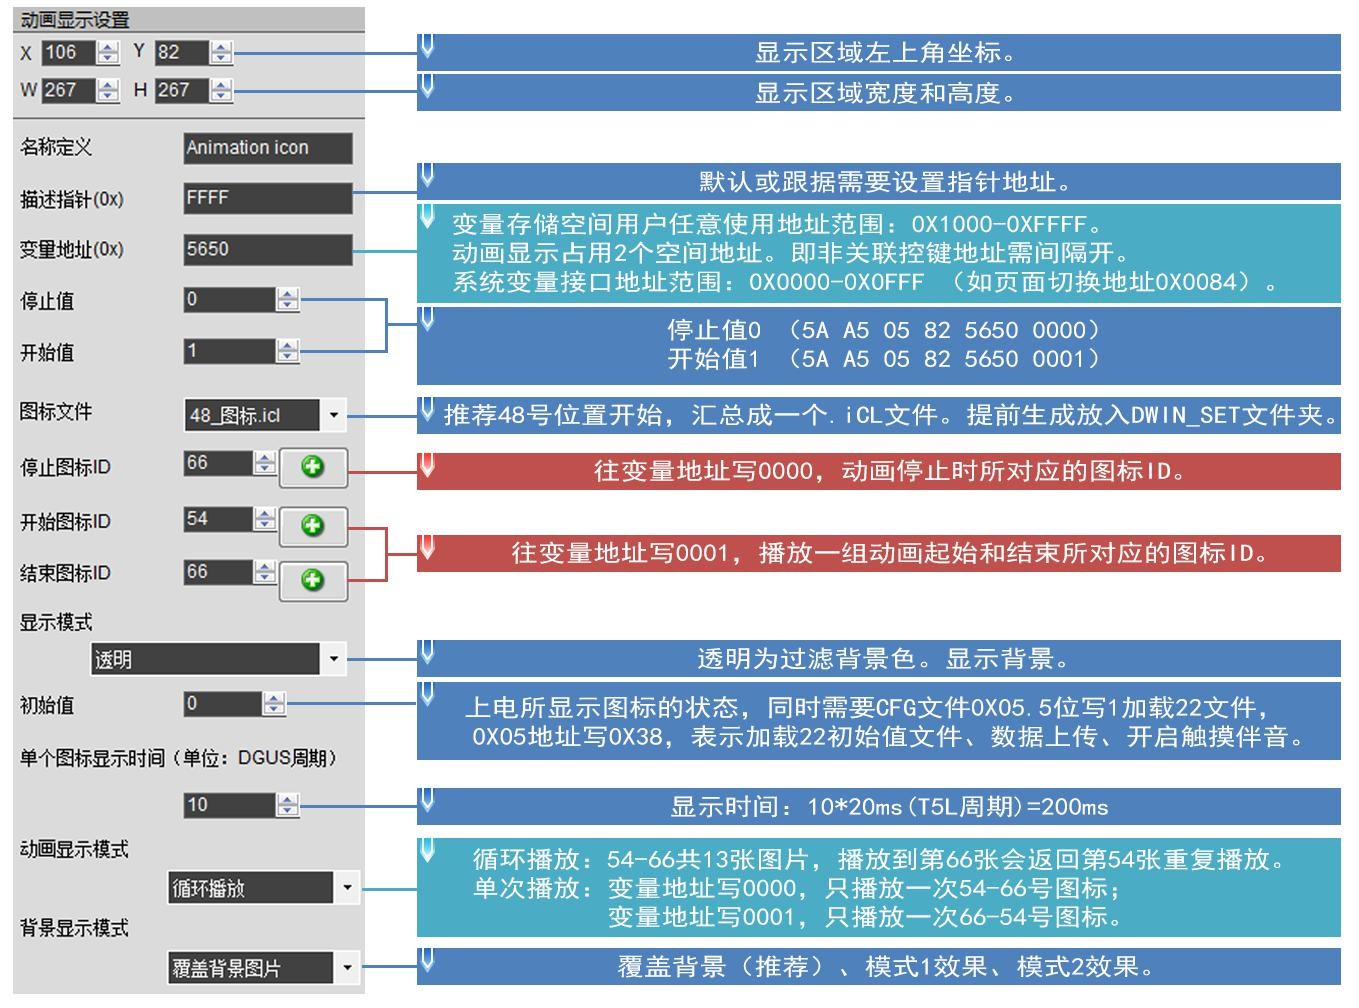 动画显示设置
X 106 Y 82
显示区域左上角坐标。
W 267 H 267
显示区域宽度和高度。
名称定义 Animation icon
描述指针(0x) FFFF
默认或跟据需要设置指针地址。
变量地址(0x) 5650
变量存储空间用户任意使用地址范围：0X1000-0XFFFF。
动画显示占用2个空间地址。即非关联控键地址需间隔开。
系统变量接口地址范围：0X0000-0X0FFF （如页面切换地址0X0084）。
停止值 0
开始值 1
停止值0 （5A A5 05 82 5650 0000）
开始值1 （5A A5 05 82 5650 0001）
图标文件 48_图标.icl
推荐48号位置开始，汇总成一个.iCL文件。提前生成放入DWIN_SET文件夹。
停止图标ID 66
往变量地址写0000，动画停止时所对应的图标ID。
开始图标ID 54
结束图标ID 66
往变量地址写0001，播放一组动画起始和结束所对应的图标ID。
显示模式
透明
透明为过滤背景色。显示背景。
初始值 0
上电所显示图标的状态，同时需要CFG文件0X05.5位写1加载22文件，
0X05地址写0X38，表示加载22初始值文件、数据上传、开启触摸伴音。
单个图标显示时间（单位：DGUS周期）
10
显示时间：10*20ms(T5L周期)=200ms
动画显示模式
循环播放
循环播放：54-66共13张图片，播放到第66张会返回第54张重复播放。
单次播放：变量地址写0000，只播放一次54-66号图标；
变量地址写0001，只播放一次66-54号图标。
背景显示模式
覆盖背景图片
覆盖背景（推荐）、模式1效果、模式2效果。